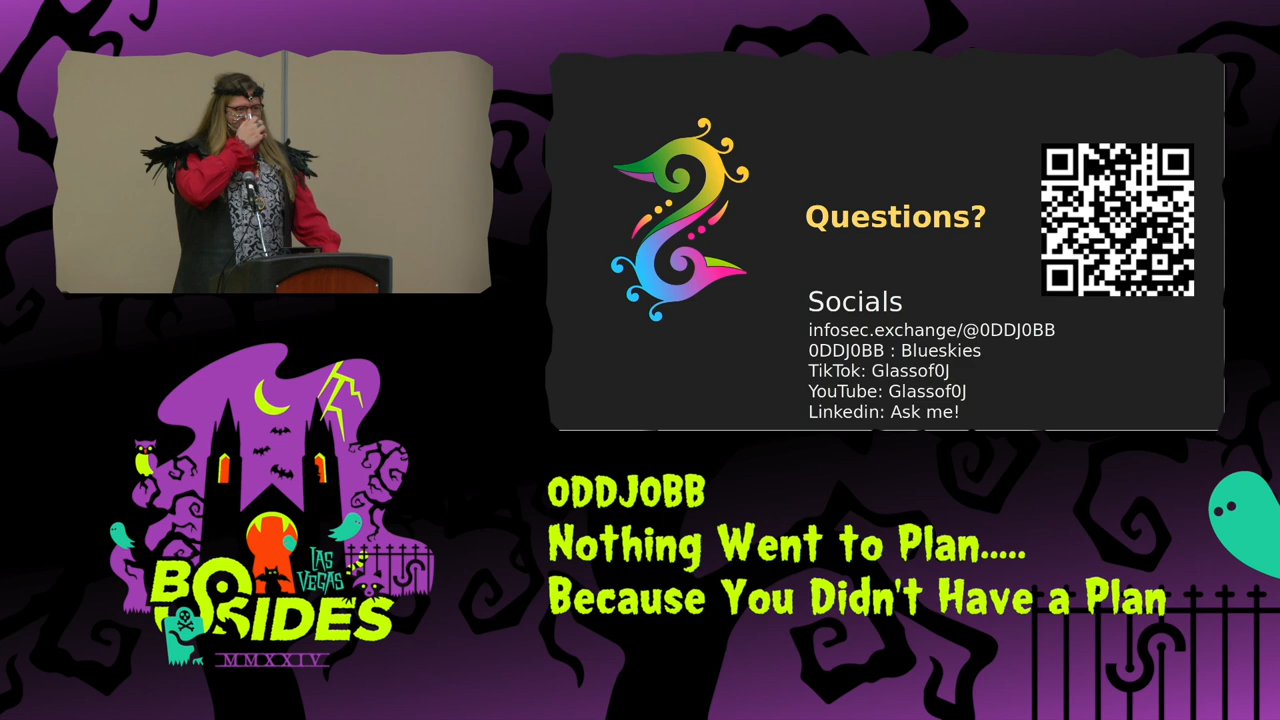 Questions?
Socials
infosec.exchange/@0DDJ0BB
0DDJ0BB : Blueskies
TikTok: Glassof0J
YouTube: Glassof0J
Linkedin: Ask me!
LAS
VEGAS
BSIDES
MMXXIV
ODDJOBB
Nothing Went to Plan.....
Because You Didn't Have a Plan